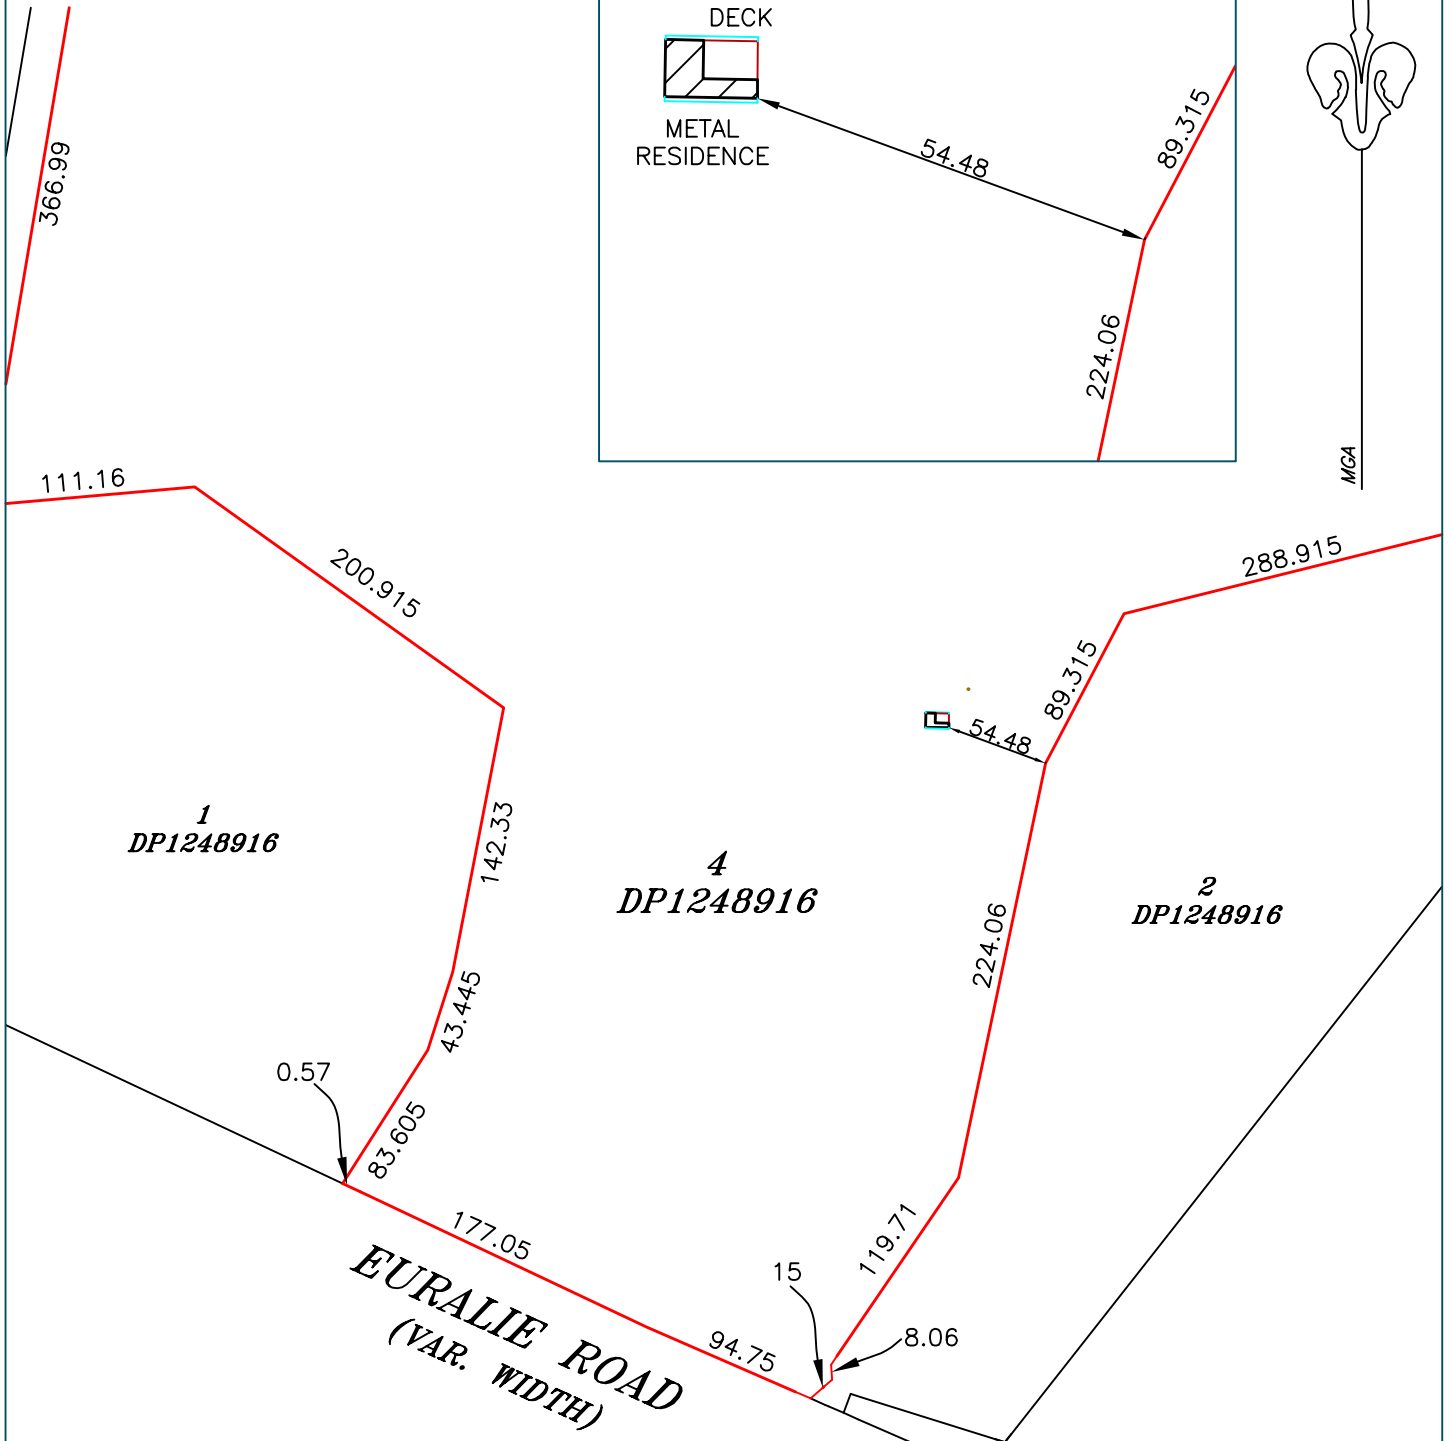 DECK
METAL
RESIDENCE
54.48
89.315
224.06
366.99
MGA
111.16
200.915
288.915
89.315
54.48
1
DP1248916
142.33
4
DP1248916
2
DP1248916
224.06
43.445
0.57
83.605
177.05
119.71
15
8.06
94.75
EURALIE ROAD
(VAR. WIDTH)